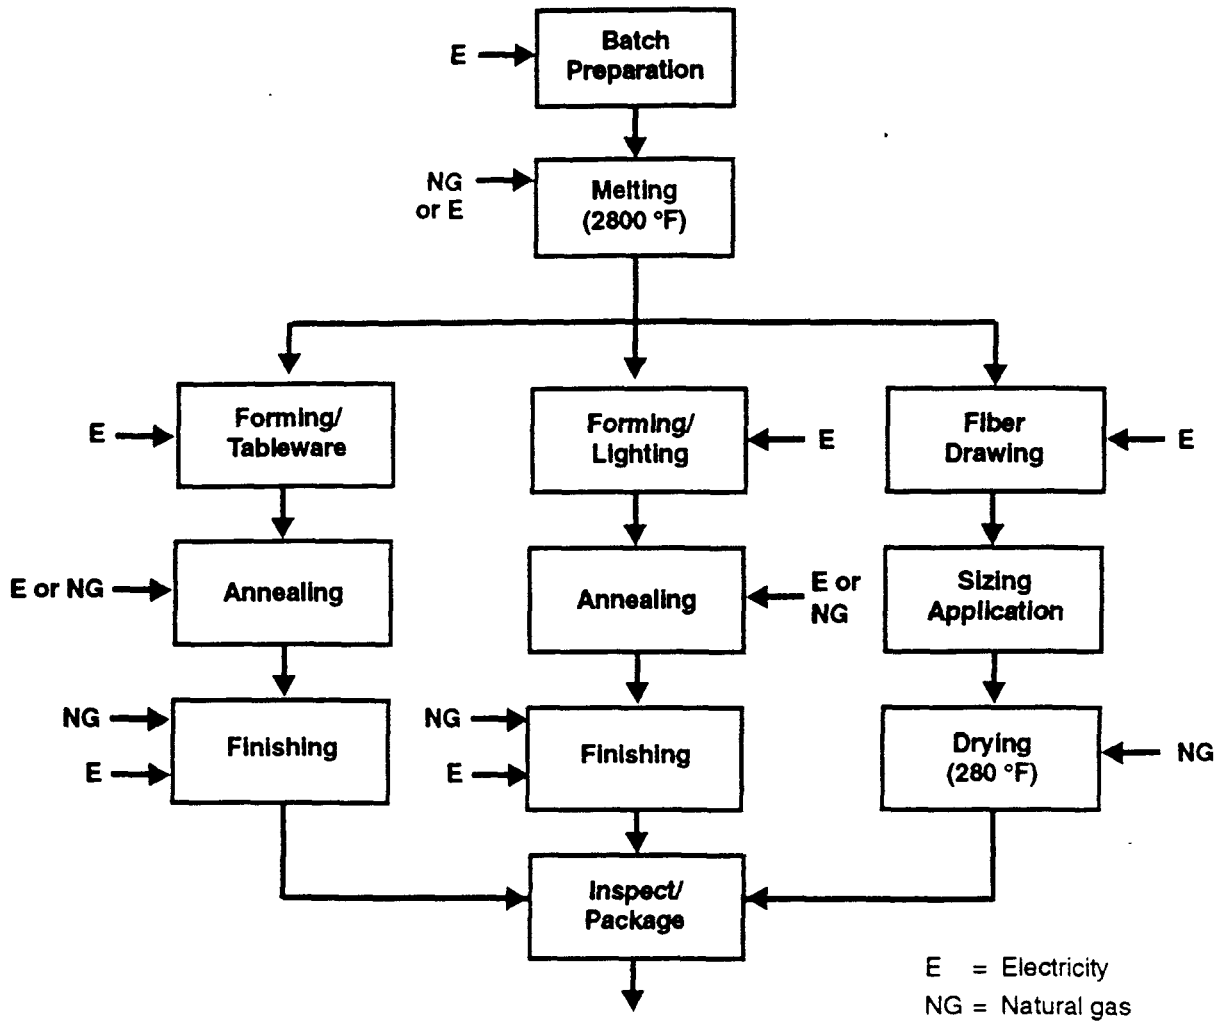 Batch
Preparation
E
Melting
(2800 °F)
NG
or E
Forming/
Tableware
E
Forming/
Lighting
E
Fiber
Drawing
E
E or NG
Annealing
Annealing
E or
NG
Sizing
Application
NG
E
Finishing
NG
E
Finishing
Drying
(280 °F)
NG
Inspect/
Package
E = Electricity
NG = Natural gas